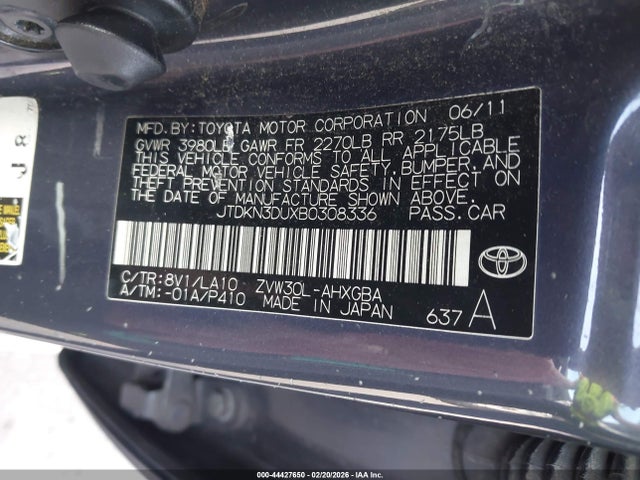 MFD. BY: TOYOTA MOTOR CORPORATION 06/11
GVWR 3980LB GAWR FR 2270LB RR 2175LB
THIS VEHICLE CONFORMS TO ALL APPLICABLE
FEDERAL MOTOR VEHICLE SAFETY, BUMPER, AND
THEFT PREVENTION STANDARDS IN EFFECT ON
THE DATE OF MANUFACTURE SHOWN ABOVE.
JTDKN3DUXB0308336 PASS. CAR
C/TR: 8V1/LA10 ZVW30L-AHXGBA
A/TM: -01A/P410 MADE IN JAPAN 637 A
000-44427650 - 02/20/2026 - IAA Inc.